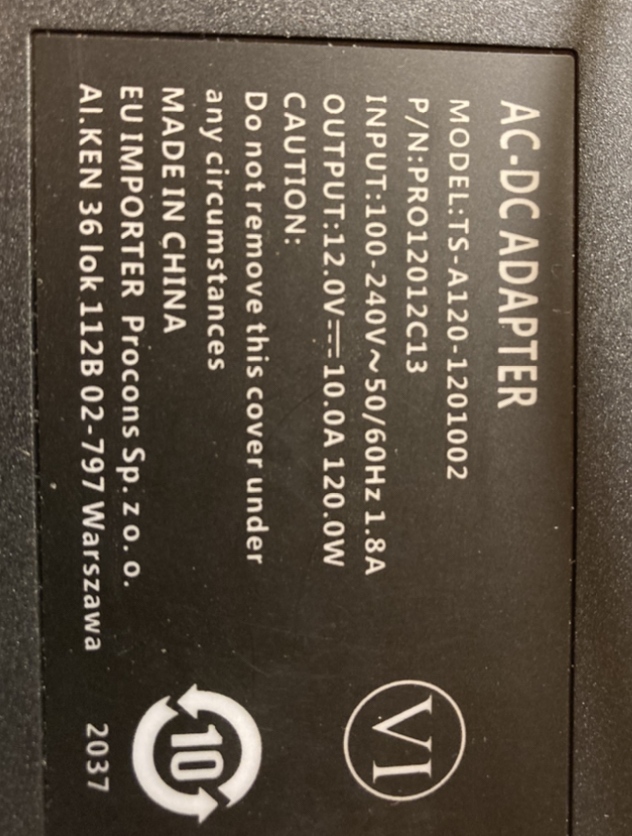 AC-DC ADAPTER
MODEL:TS-A120-1201002
P/N:PRO12012C13
INPUT:100-240V~50/60Hz 1.8A
OUTPUT:12.0V⎓10.0A 120.0W
CAUTION:
Do not remove this cover under
any circumstances
MADE IN CHINA
EU IMPORTER Procons Sp. z o. o.
Al.KEN 36 lok 112B 02-797 Warszawa
VI
10
2037